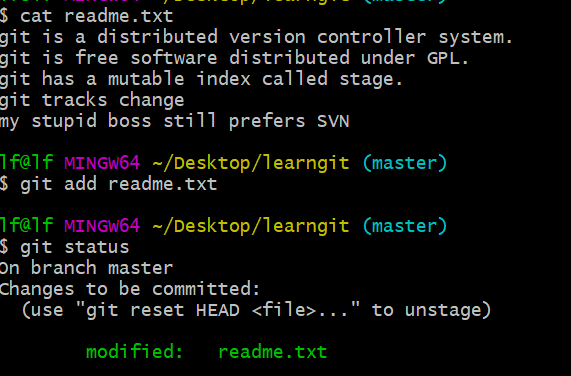 $ cat readme.txt
git is a distributed version controller system.
git is free software distributed under GPL.
git has a mutable index called stage.
git tracks change
my stupid boss still prefers SVN
lf@lf MINGW64 ~/Desktop/learngit (master)
$ git add readme.txt
lf@lf MINGW64 ~/Desktop/learngit (master)
$ git status
On branch master
Changes to be committed:
(use "git reset HEAD <file>..." to unstage)
modified: readme.txt